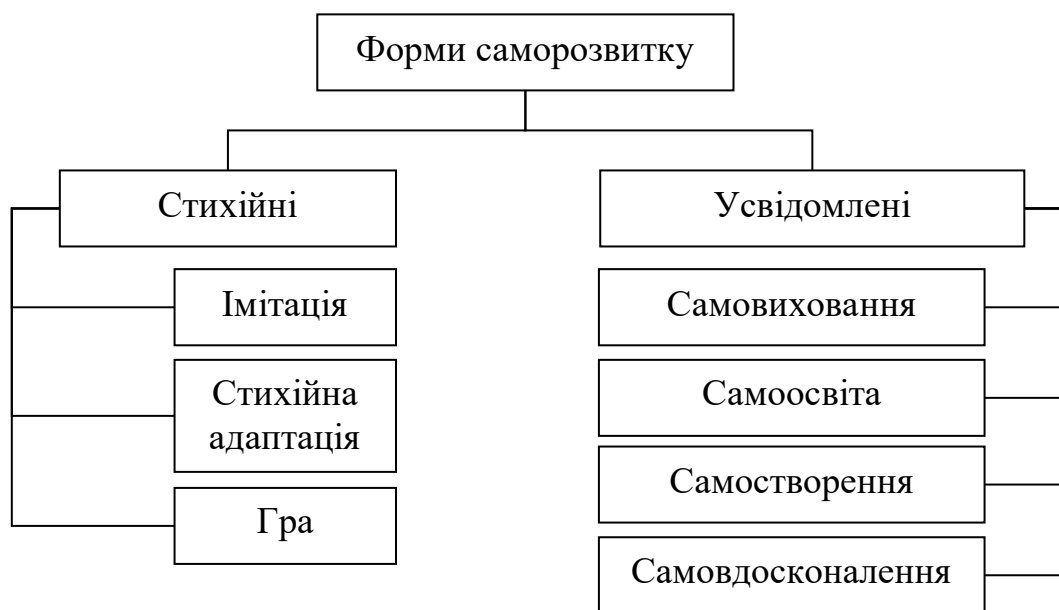 Форми саморозвитку
Стихійні
Імітація
Стихійна
адаптація
Гра
Усвідомлені
Самовиховання
Самоосвіта
Самостворення
Самовдосконалення